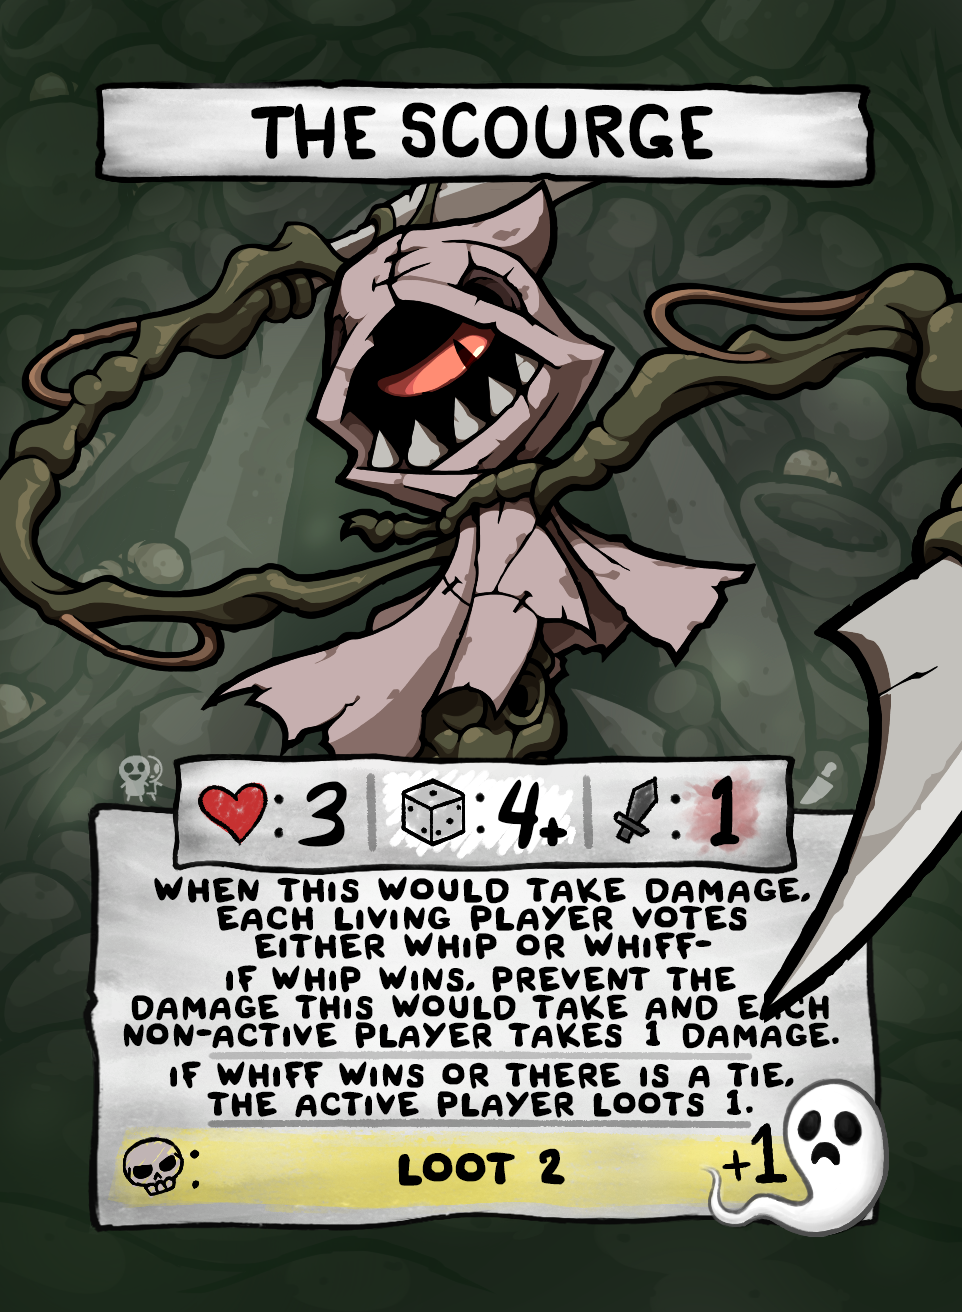 THE SCOURGE
: 3 : 4+ : 1
WHEN THIS WOULD TAKE DAMAGE,
EACH LIVING PLAYER VOTES
EITHER WHIP OR WHIFF-
IF WHIP WINS, PREVENT THE
DAMAGE THIS WOULD TAKE AND EACH
NON-ACTIVE PLAYER TAKES 1 DAMAGE.
IF WHIFF WINS OR THERE IS A TIE,
THE ACTIVE PLAYER LOOTS 1.
: LOOT 2 +1